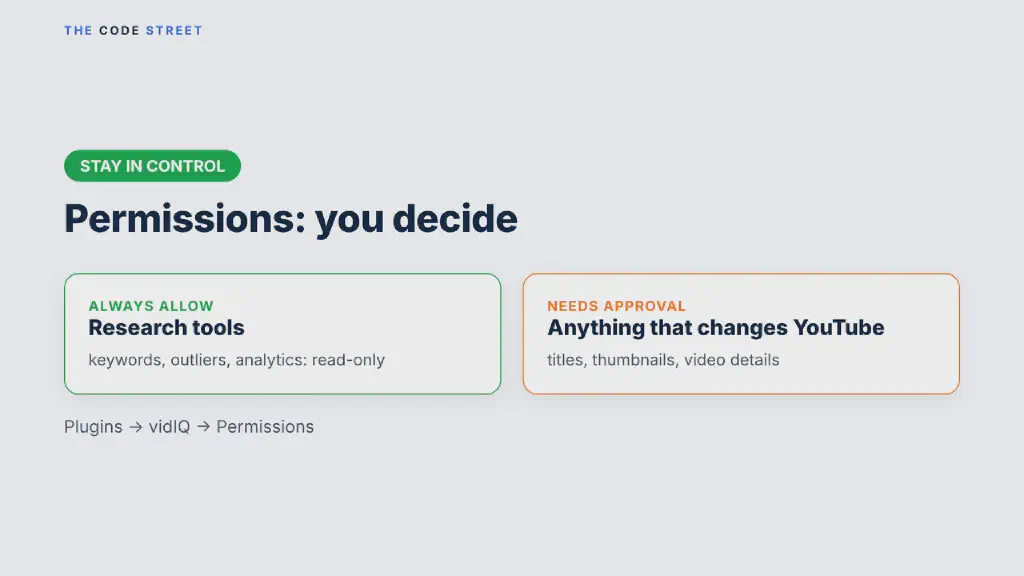 THE CODE STREET
STAY IN CONTROL
Permissions: you decide
ALWAYS ALLOW
Research tools
keywords, outliers, analytics: read-only
NEEDS APPROVAL
Anything that changes YouTube
titles, thumbnails, video details
Plugins → vidIQ → Permissions